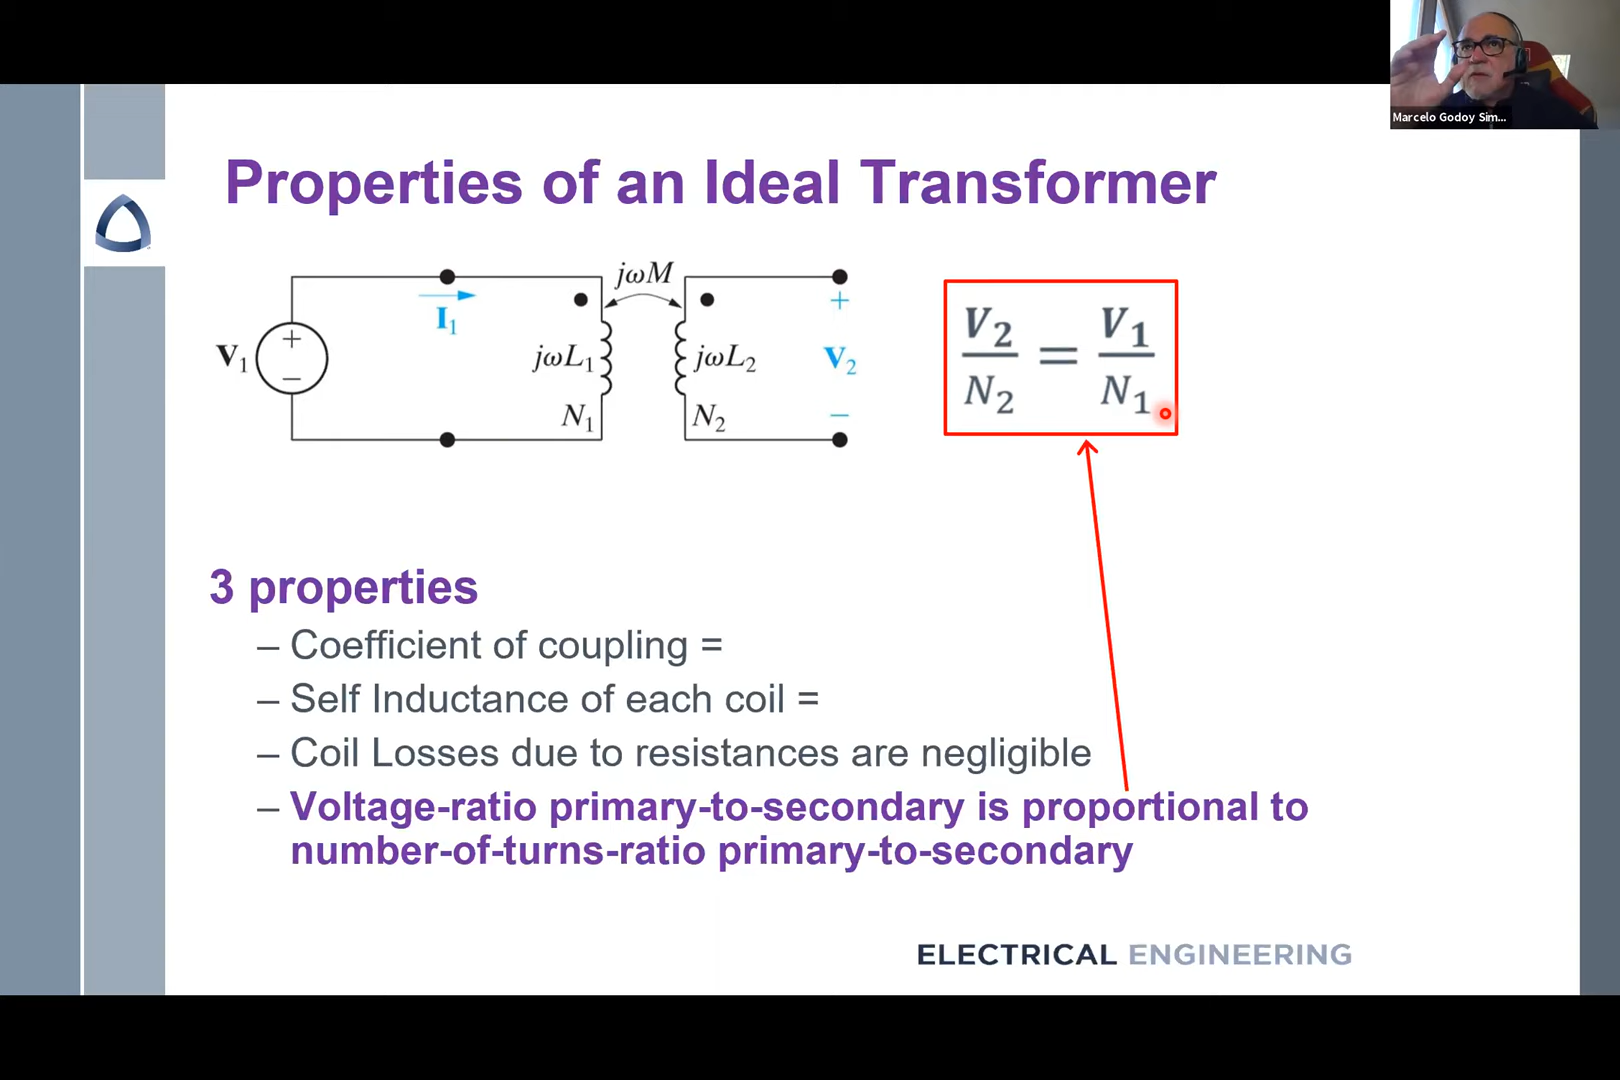 Marcelo Godoy Sim...
Properties of an Ideal Transformer
jωM
I₁
V₁
+
−
jωL₁
jωL₂
N₁
N₂
+
V₂
−
V₂/N₂ = V₁/N₁
3 properties
– Coefficient of coupling =
– Self Inductance of each coil =
– Coil Losses due to resistances are negligible
– Voltage-ratio primary-to-secondary is proportional to
number-of-turns-ratio primary-to-secondary
ELECTRICAL ENGINEERING